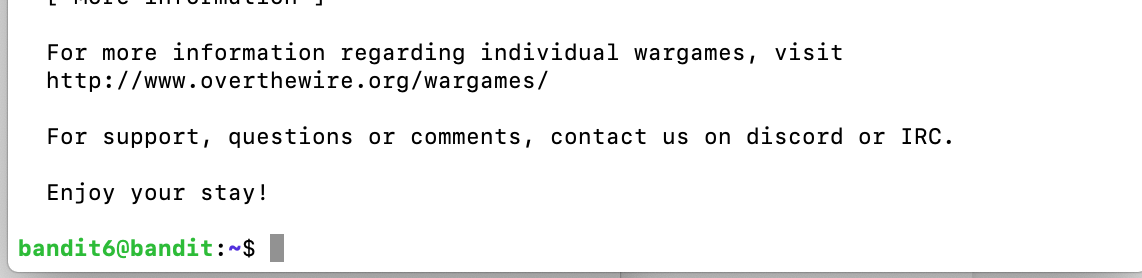 [ More information ]
For more information regarding individual wargames, visit
http://www.overthewire.org/wargames/
For support, questions or comments, contact us on discord or IRC.
Enjoy your stay!
bandit6@bandit:~$